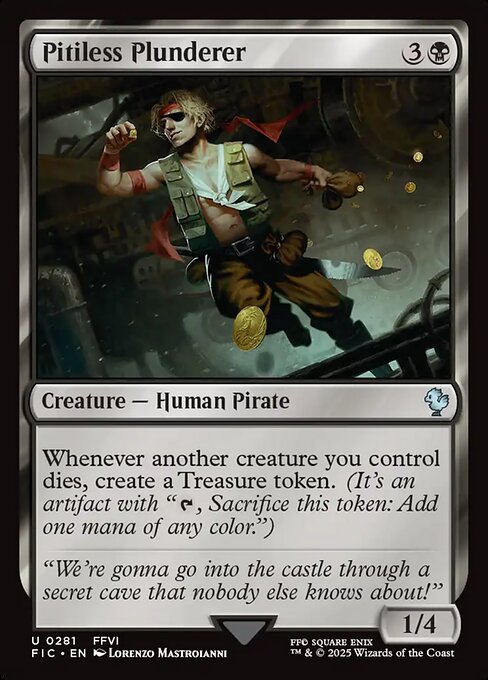 Pitiless Plunderer 3
Creature — Human Pirate
Whenever another creature you control
dies, create a Treasure token. (It's an
artifact with “, Sacrifice this token: Add
one mana of any color.”)
“We're gonna go into the castle through a
secret cave that nobody else knows about!”
1/4
U 0281 FFVI
FIC • EN Lorenzo Mastroianni
FF© SQUARE ENIX
™ & © 2025 Wizards of the Coast